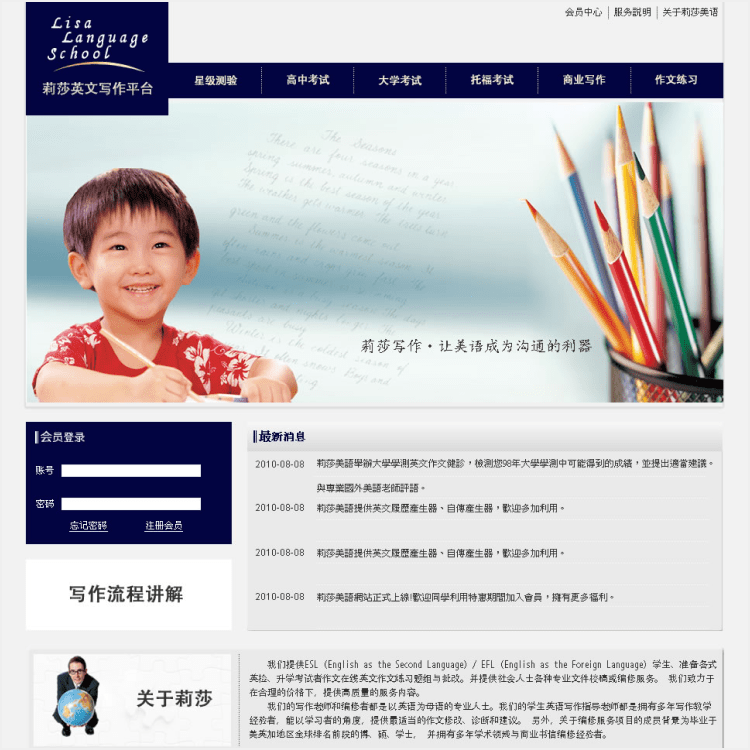 会员中心 服务說明 关于莉莎美语
Lisa
Language
School
莉莎英文写作平台
星级测验 高中考试 大学考试 托福考试 商业写作 作文练习
The Seasons
There are four seasons in a year
spring, summer, autumn and winter
Spring is the best season of the year
The weather gets warmer. The trees turn
green and the flowers come out
莉莎写作·让美语成为沟通的利器
会员登录
账号
密码
忘记密码 注册会员
写作流程讲解
最新消息
2010-08-08 莉莎美語舉辦大學學測英文作文健診，檢測您98年大學學測中可能得到的成績，並提出適當建議。
與專業國外美語老師評語。
2010-08-08 莉莎美語提供英文履歷產生器、自傳產生器，歡迎多加利用。
2010-08-08 莉莎美語提供英文履歷產生器、自傳產生器，歡迎多加利用。
2010-08-08 莉莎美語網站正式上線!歡迎同學利用特惠期間加入會員，擁有更多福利。
关于莉莎
我们提供ESL (English as the Second Language) / EFL (English as the Foreign Language) 学生、准备各式
英检、升学考试者作文在线英文作文练习题组与批改。并提供社会人士各种专业文件校稿或编修服务。 我们致力于
在合理的价格下，提供高质量的服务内容。
我们的写作老师和编修者都是以英语为母语的专业人士。我们的学生英语写作指导老师都是拥有多年写作教学
经验者，能以学习者的角度，提供最适当的作文修改、诊断和建议。 另外，关于编修服务项目的成员背景为毕业于
美英加地区全球排名前段的博、硕、学士， 并拥有多年学术领域与商业书信编修经验者。